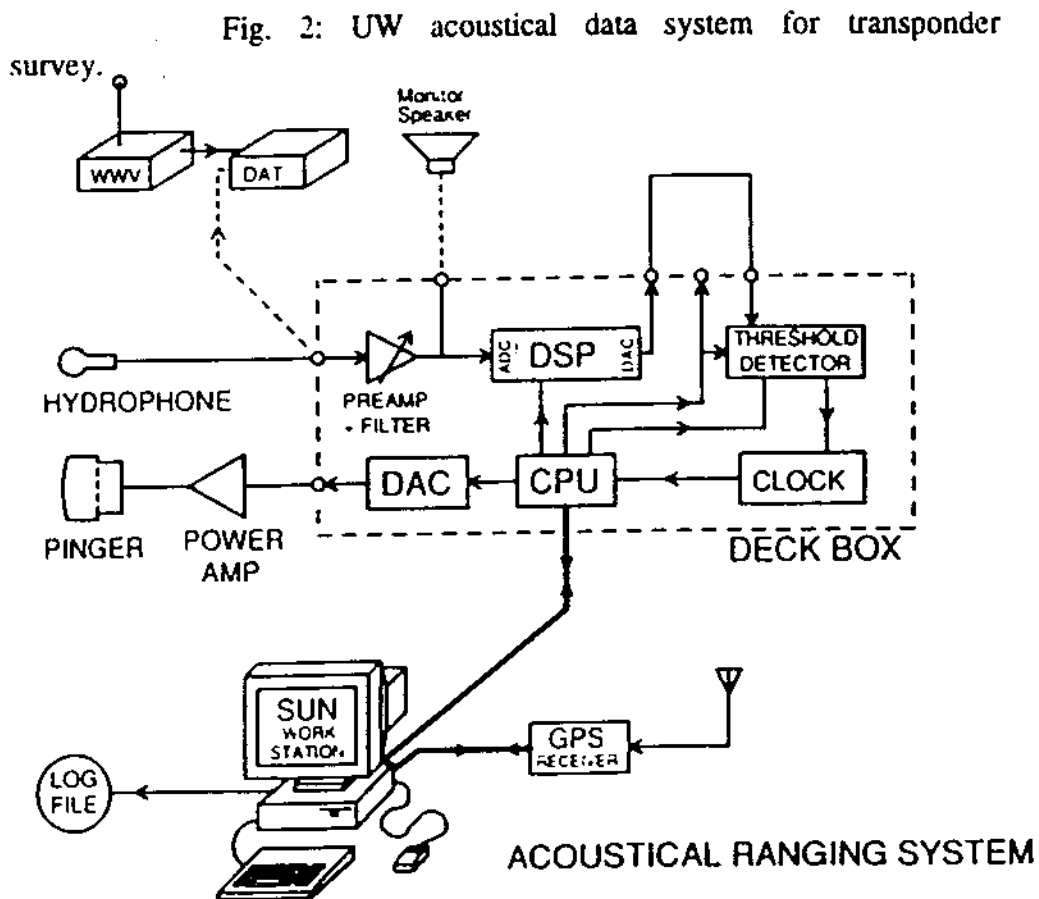 Fig. 2: UW acoustical data system for transponder
survey.
Monitor
Speaker
WWV
DAT
ADC
DSP
DAC
THRESHOLD
DETECTOR
HYDROPHONE
PREAMP
+ FILTER
DAC
CPU
CLOCK
PINGER
POWER
AMP
DECK BOX
SUN
WORK
STATION
GPS
RECEIVER
LOG
FILE
ACOUSTICAL RANGING SYSTEM